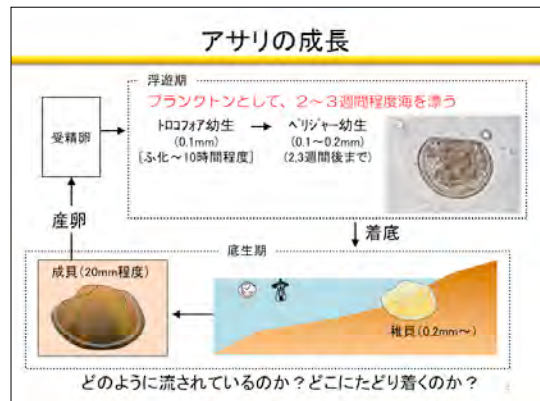 アサリの成長
浮遊期
プランクトンとして、2~3週間程度海を漂う
受精卵
トロコフォア幼生
(0.1mm)
[ふ化~10時間程度]
ベリジャー幼生
(0.1~0.2mm)
(2,3週間後まで)
産卵
着底
底生期
成貝(20mm程度)
稚貝(0.2mm~)
どのように流されているのか?どこにたどり着くのか?